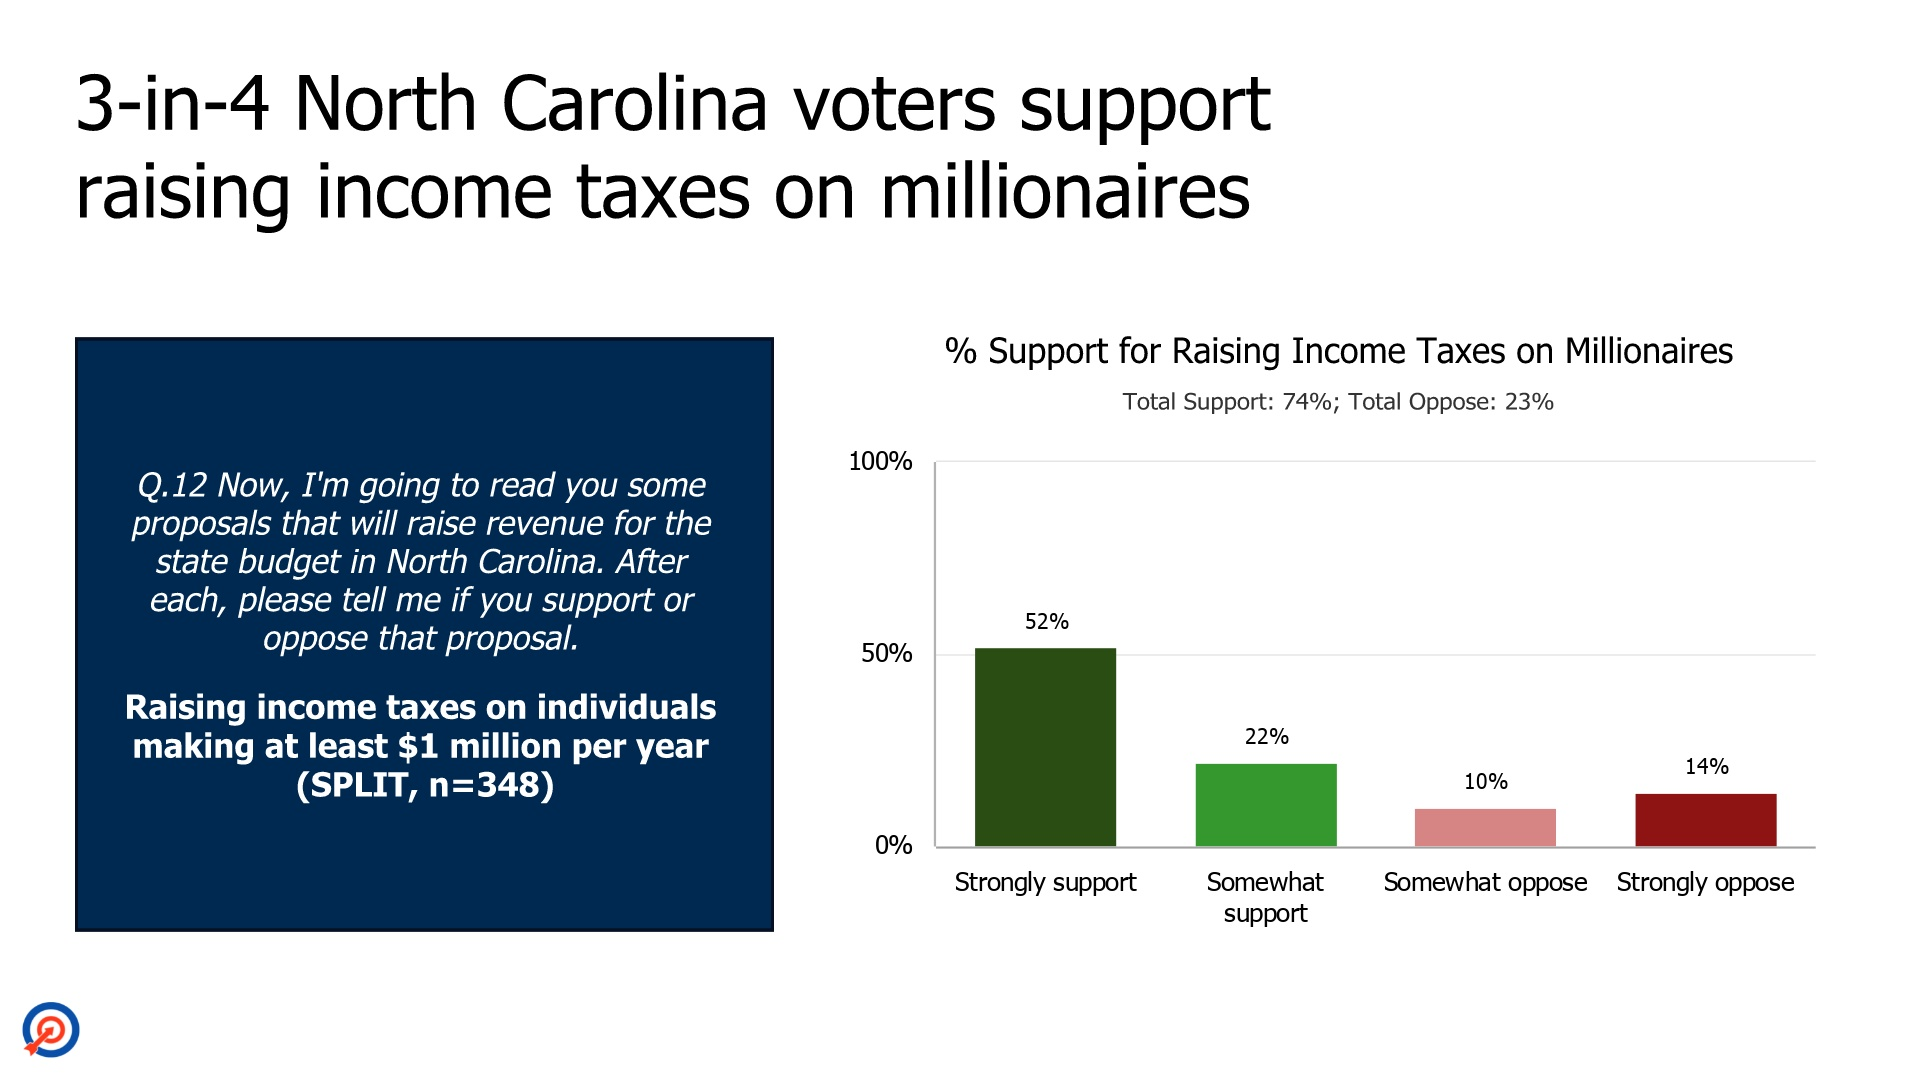 3-in-4 North Carolina voters support
raising income taxes on millionaires
Q.12 Now, I'm going to read you some
proposals that will raise revenue for the
state budget in North Carolina. After
each, please tell me if you support or
oppose that proposal.
Raising income taxes on individuals
making at least $1 million per year
(SPLIT, n=348)
% Support for Raising Income Taxes on Millionaires
Total Support: 74%; Total Oppose: 23%
100%
50%
0%
52%
22%
10%
14%
Strongly support
Somewhat
support
Somewhat oppose
Strongly oppose